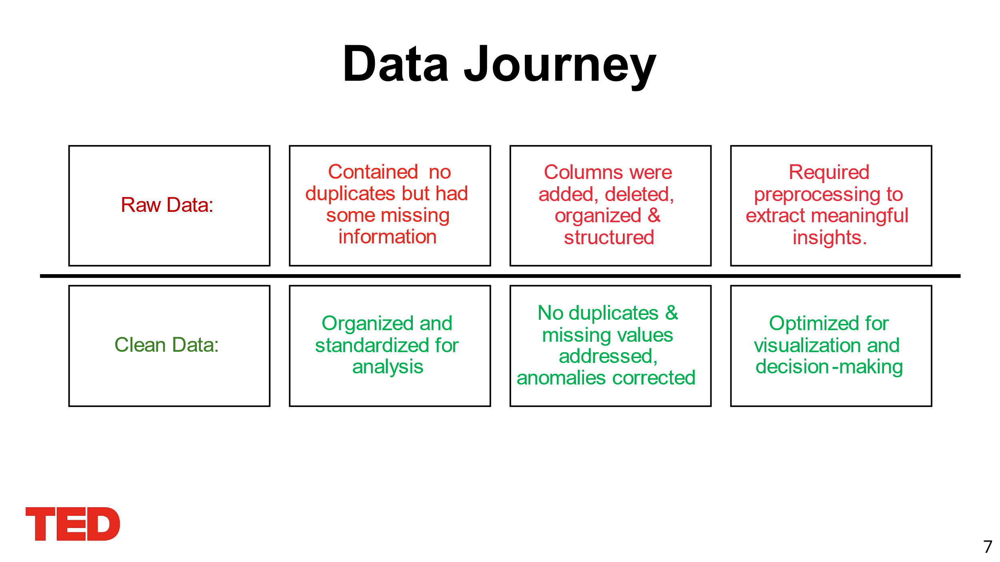 Data Journey
Raw Data:
Contained no
duplicates but had
some missing
information
Columns were
added, deleted,
organized &
structured
Required
preprocessing to
extract meaningful
insights.
Clean Data:
Organized and
standardized for
analysis
No duplicates &
missing values
addressed,
anomalies corrected
Optimized for
visualization and
decision-making
TED
7